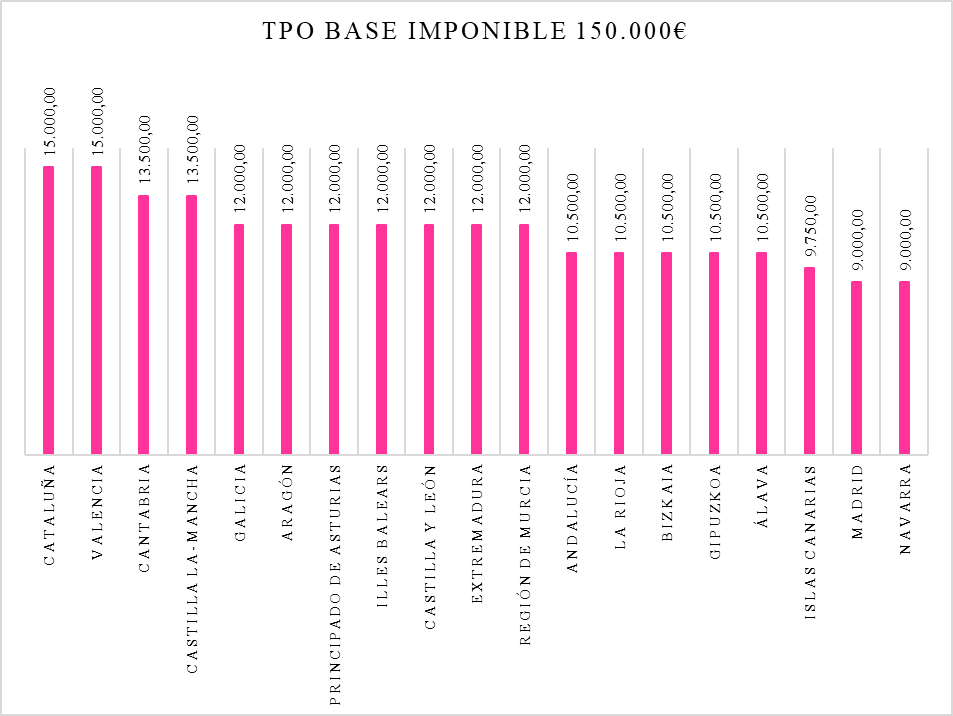 TPO BASE IMPONIBLE 150.000€
15.000,00
15.000,00
13.500,00
13.500,00
12.000,00
12.000,00
12.000,00
12.000,00
12.000,00
12.000,00
12.000,00
10.500,00
10.500,00
10.500,00
10.500,00
10.500,00
9.750,00
9.000,00
9.000,00
CATALUÑA
VALENCIA
CANTABRIA
CASTILLA LA-MANCHA
GALICIA
ARAGÓN
PRINCIPADO DE ASTURIAS
ILLES BALEARS
CASTILLA Y LEÓN
EXTREMADURA
REGIÓN DE MURCIA
ANDALUCÍA
LA RIOJA
BIZKAIA
GIPUZKOA
ÁLAVA
ISLAS CANARIAS
MADRID
NAVARRA